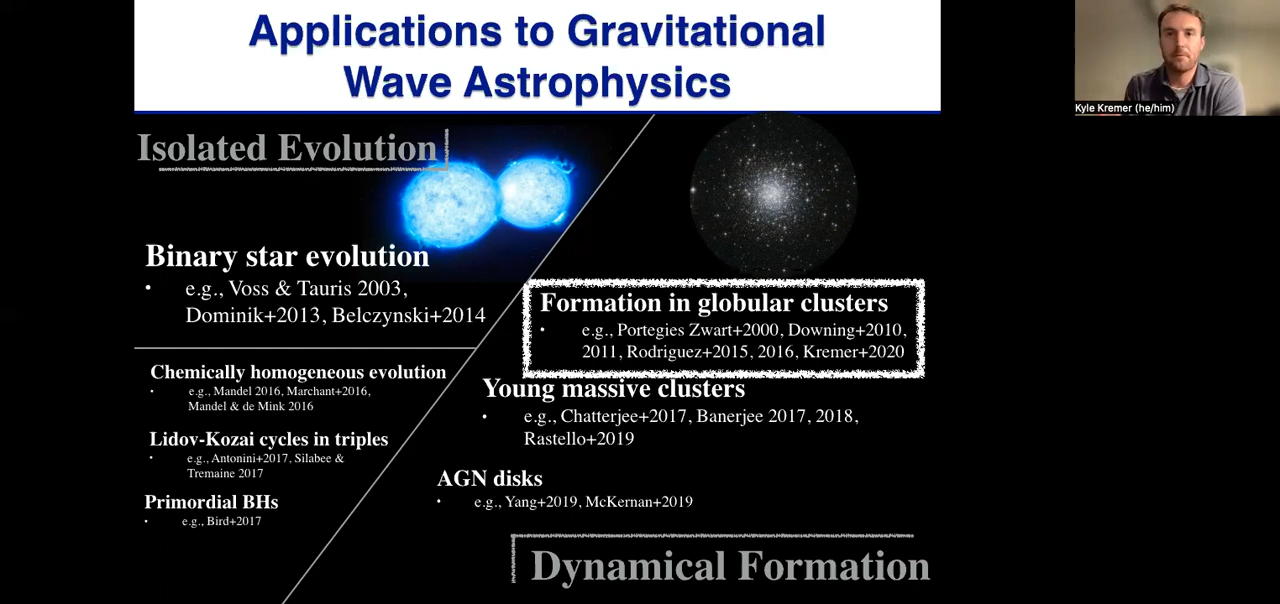 Applications to Gravitational
Wave Astrophysics
Kyle Kremer (he/him)
Isolated Evolution
Binary star evolution
• e.g., Voss & Tauris 2003,
Dominik+2013, Belczynski+2014
Chemically homogeneous evolution
• e.g., Mandel 2016, Marchant+2016,
Mandel & de Mink 2016
Lidov-Kozai cycles in triples
• e.g., Antonini+2017, Silabee &
Tremaine 2017
Primordial BHs
• e.g., Bird+2017
Formation in globular clusters
• e.g., Portegies Zwart+2000, Downing+2010,
2011, Rodriguez+2015, 2016, Kremer+2020
Young massive clusters
• e.g., Chatterjee+2017, Banerjee 2017, 2018,
Rastello+2019
AGN disks
• e.g., Yang+2019, McKernan+2019
Dynamical Formation